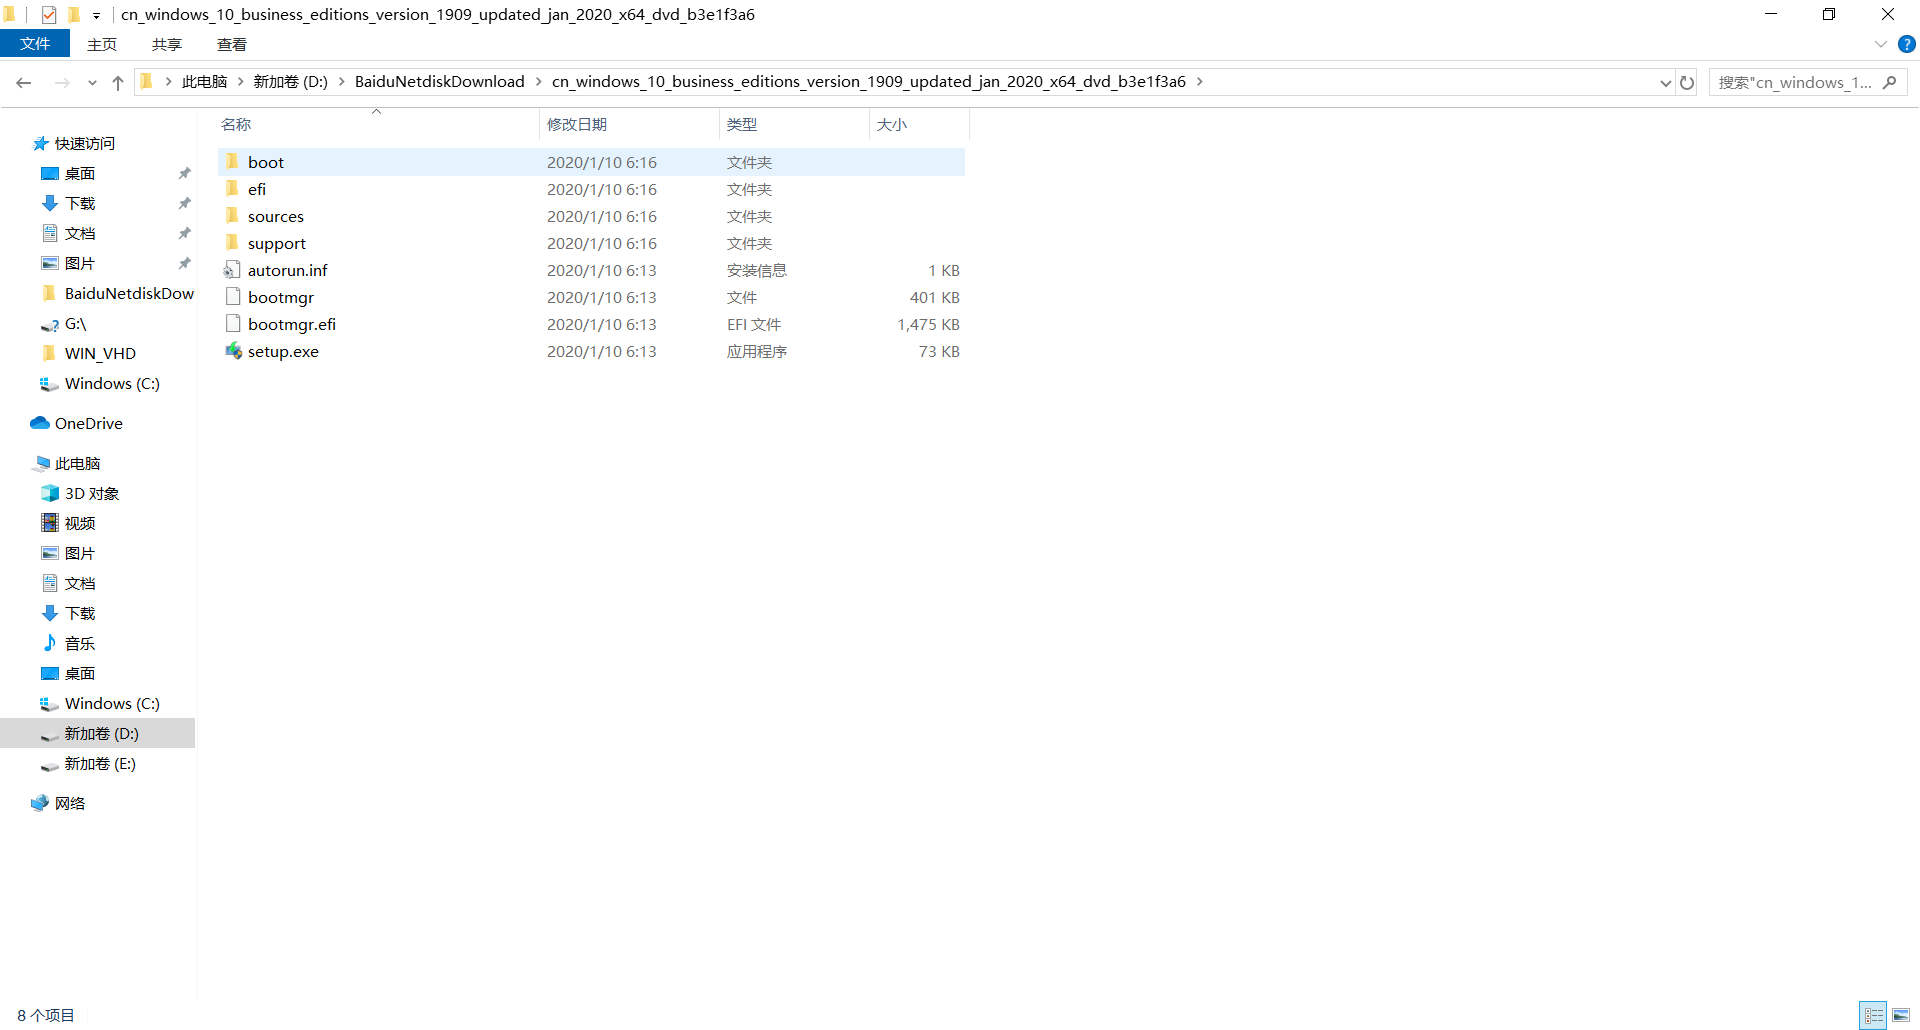 cn_windows_10_business_editions_version_1909_updated_jan_2020_x64_dvd_b3e1f3a6
文件 主页 共享 查看
此电脑 新加卷 (D:) BaiduNetdiskDownload cn_windows_10_business_editions_version_1909_updated_jan_2020_x64_dvd_b3e1f3a6 搜索"cn_windows_1...
名称 修改日期 类型 大小
boot 2020/1/10 6:16 文件夹
efi 2020/1/10 6:16 文件夹
sources 2020/1/10 6:16 文件夹
support 2020/1/10 6:16 文件夹
autorun.inf 2020/1/10 6:13 安装信息 1 KB
bootmgr 2020/1/10 6:13 文件 401 KB
bootmgr.efi 2020/1/10 6:13 EFI 文件 1,475 KB
setup.exe 2020/1/10 6:13 应用程序 73 KB
快速访问
桌面
下载
文档
图片
BaiduNetdiskDow
G:\
WIN_VHD
Windows (C:)
OneDrive
此电脑
3D 对象
视频
图片
文档
下载
音乐
桌面
Windows (C:)
新加卷 (D:)
新加卷 (E:)
网络
8 个项目